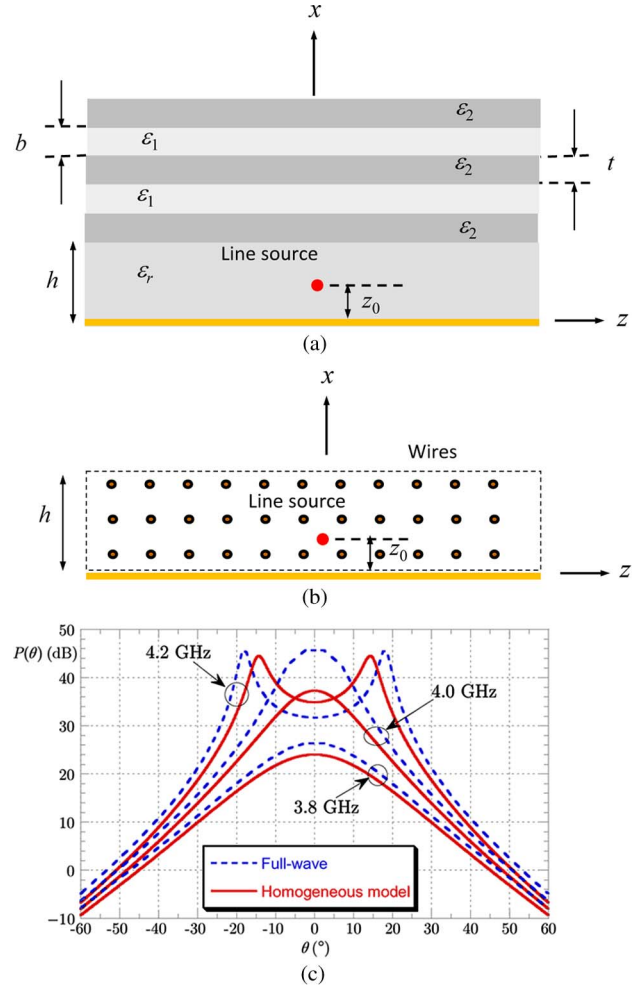 x
ε₂
b
ε₁
ε₂
t
ε₁
ε₂
Line source
h
εᵣ
z₀
z
(a)
x
Wires
h
Line source
z₀
z
(b)
50
P(θ) (dB)
4.2 GHz
40
4.0 GHz
30
20
3.8 GHz
10
Full-wave
0
Homogeneous model
-10
-60 -50 -40 -30 -20 -10 0 10 20 30 40 50 60
θ (°)
(c)